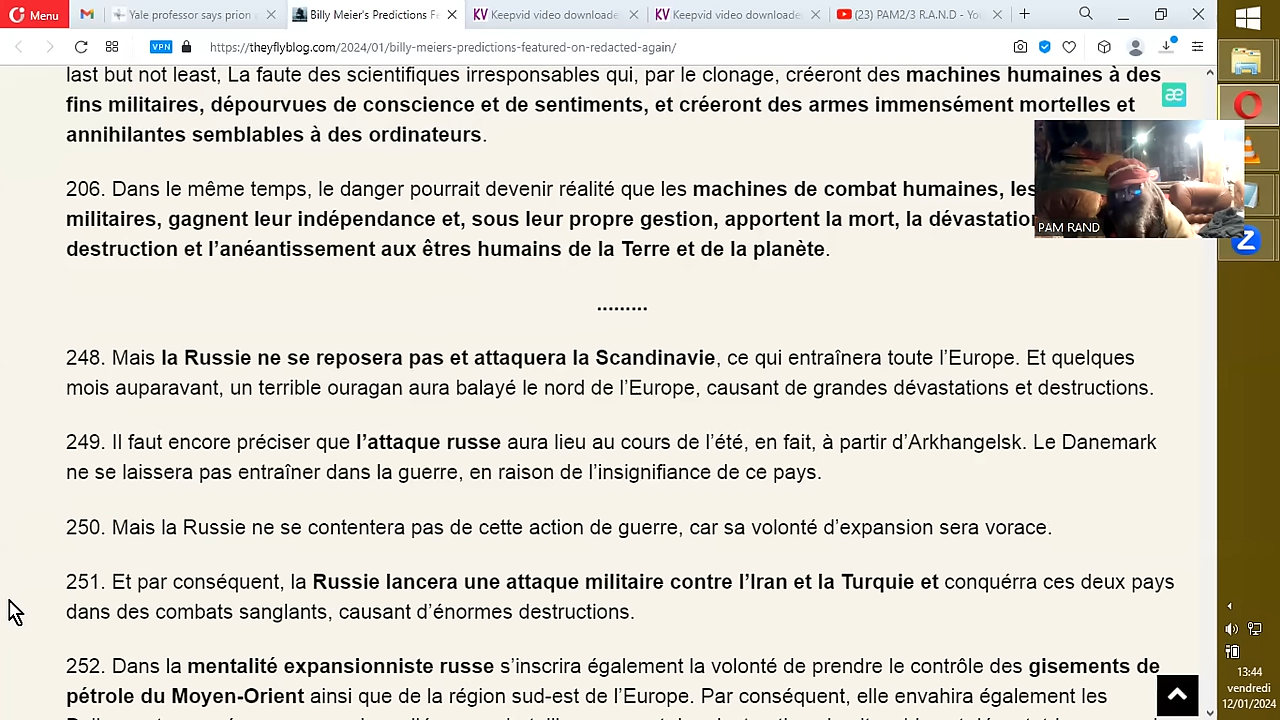 Menu
Yale professor says prion
Billy Meier's Predictions Fe
KV Keepvid video downloade
KV Keepvid video downloade
(23) PAM2/3 R.A.N.D - Yo
VPN
https://theyflyblog.com/2024/01/billy-meiers-predictions-featured-on-redacted-again/
last but not least, La faute des scientifiques irresponsables qui, par le clonage, créeront des machines humaines à des
fins militaires, dépourvues de conscience et de sentiments, et créeront des armes immensément mortelles et
æ
annihilantes semblables à des ordinateurs.
206. Dans le même temps, le danger pourrait devenir réalité que les machines de combat humaines, les
militaires, gagnent leur indépendance et, sous leur propre gestion, apportent la mort, la dévastatio
PAM RAND
destruction et l'anéantissement aux êtres humains de la Terre et de la planète.
.........
248. Mais la Russie ne se reposera pas et attaquera la Scandinavie, ce qui entraînera toute l'Europe. Et quelques
mois auparavant, un terrible ouragan aura balayé le nord de l'Europe, causant de grandes dévastations et destructions.
249. Il faut encore préciser que l'attaque russe aura lieu au cours de l'été, en fait, à partir d'Arkhangelsk. Le Danemark
ne se laissera pas entraîner dans la guerre, en raison de l'insignifiance de ce pays.
250. Mais la Russie ne se contentera pas de cette action de guerre, car sa volonté d'expansion sera vorace.
251. Et par conséquent, la Russie lancera une attaque militaire contre l'Iran et la Turquie et conquérra ces deux pays
dans des combats sanglants, causant d'énormes destructions.
252. Dans la mentalité expansionniste russe s'inscrira également la volonté de prendre le contrôle des gisements de
pétrole du Moyen-Orient ainsi que de la région sud-est de l'Europe. Par conséquent, elle envahira également les
13:44
vendredi
12/01/2024